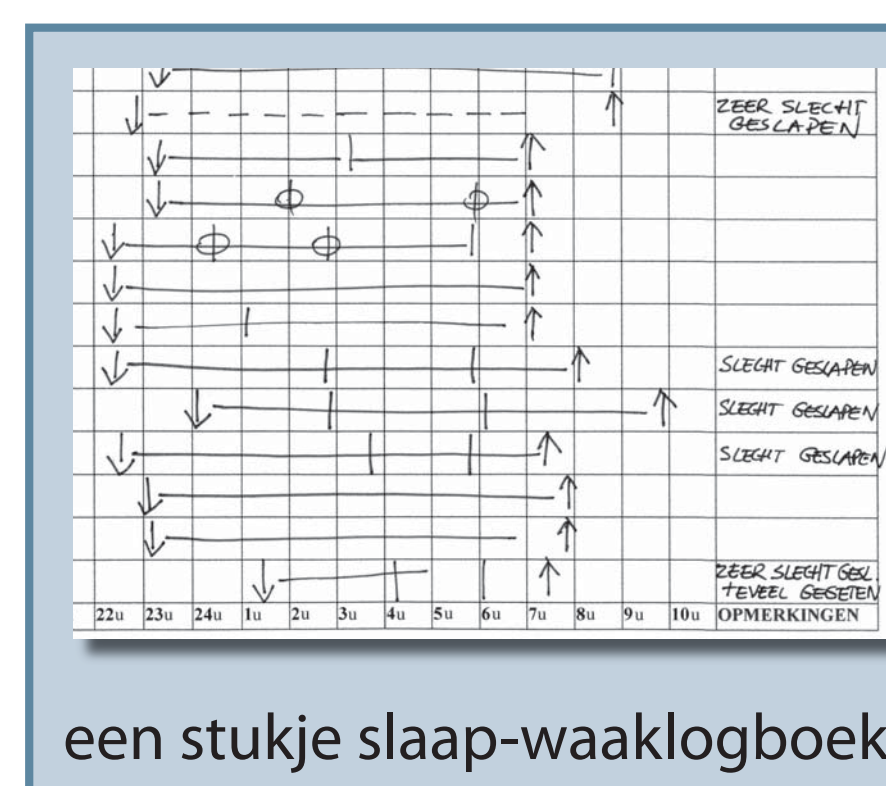 ZEER SLECHT
GESLAPEN
SLECHT GESLAPEN
SLECHT GESLAPEN
SLECHT GESLAPEN
ZEER SLECHT GESL.
+ EVEEL GEGETEN
22u 23u 24u 1u 2u 3u 4u 5u 6u 7u 8u 9u 10u OPMERKINGEN
een stukje slaap-waaklogboek